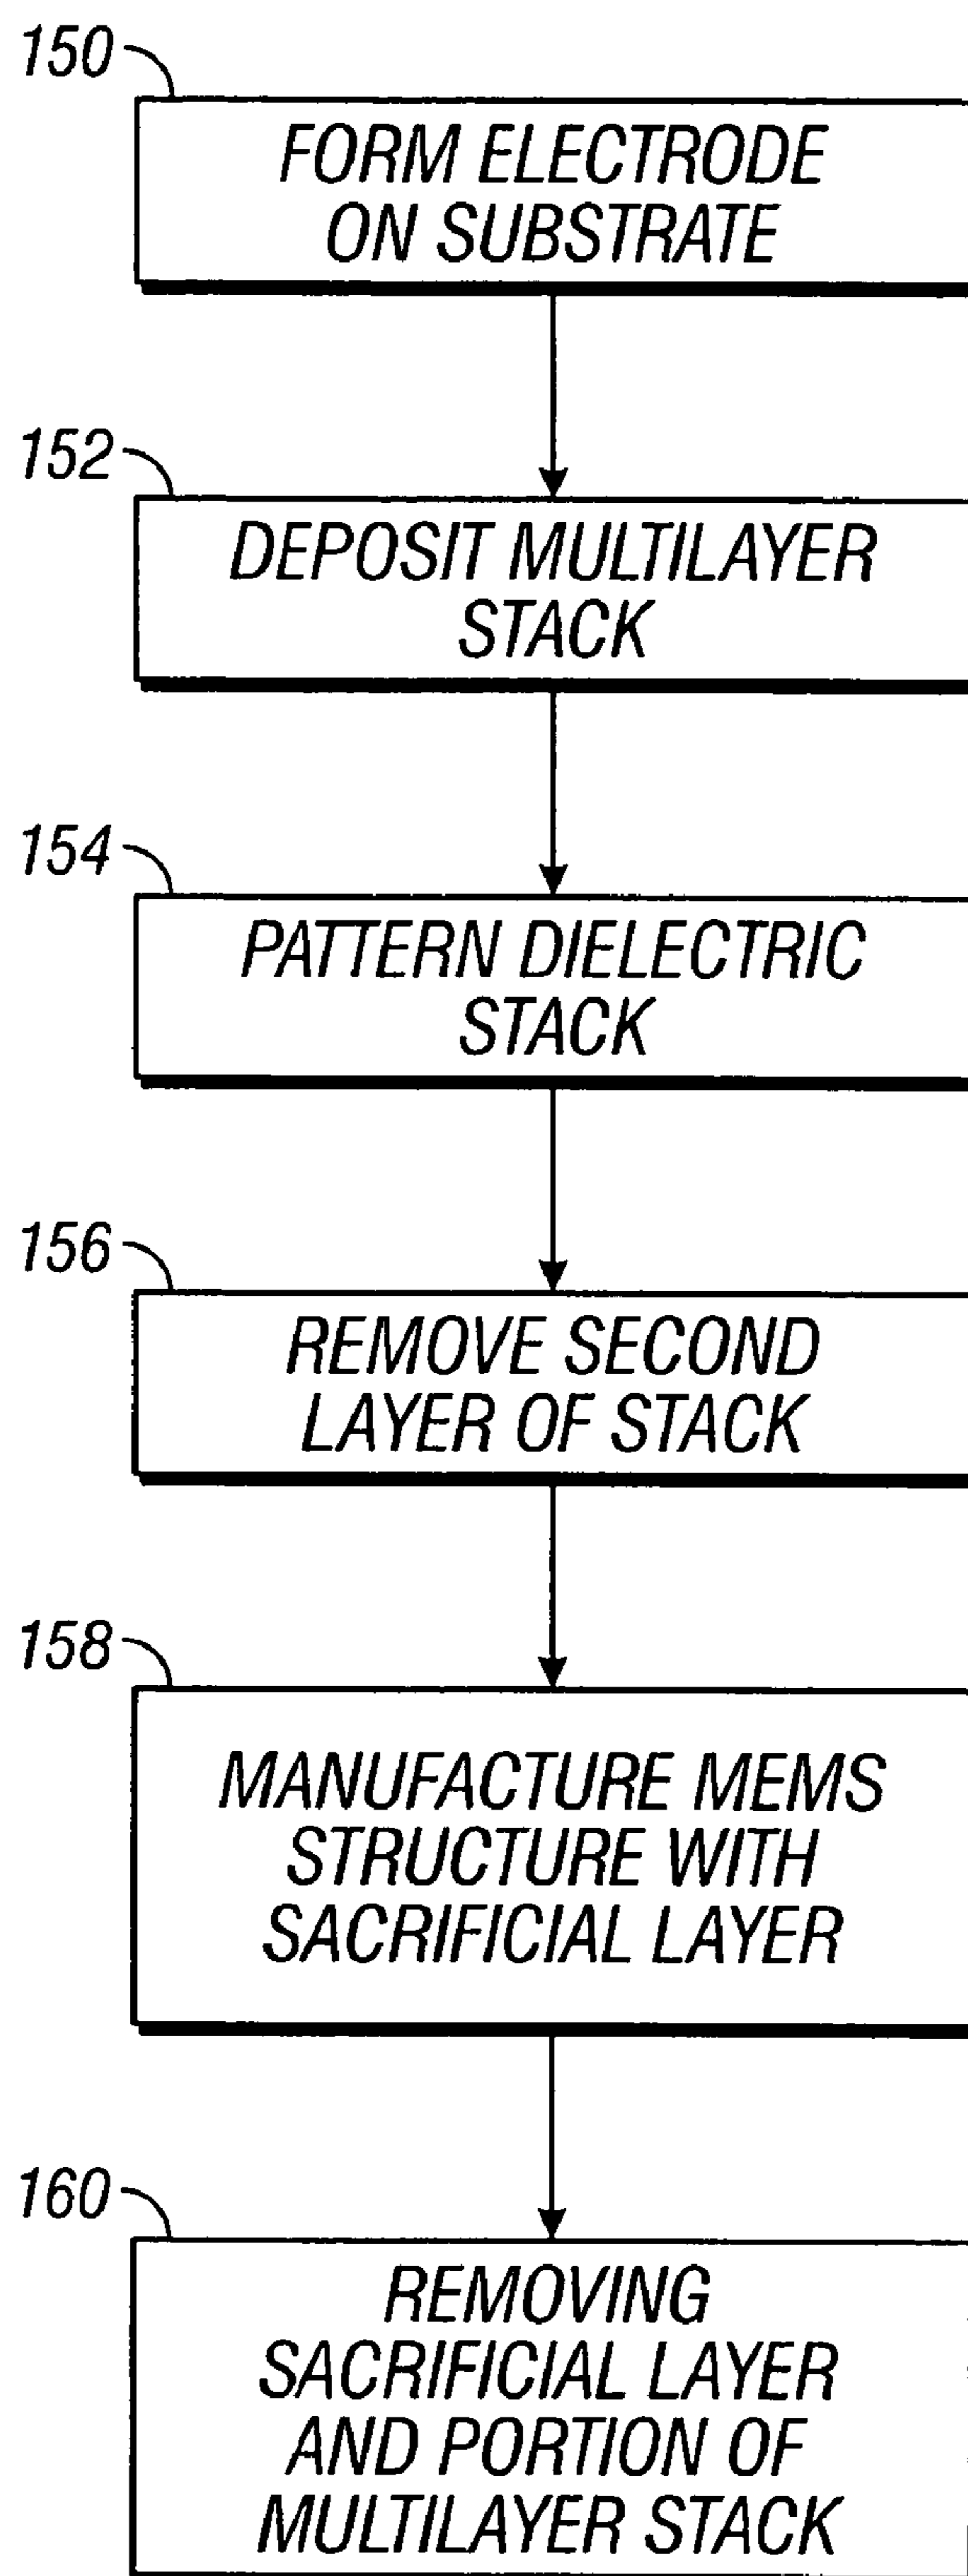 150
FORM ELECTRODE
ON SUBSTRATE
152
DEPOSIT MULTILAYER
STACK
154
PATTERN DIELECTRIC
STACK
156
REMOVE SECOND
LAYER OF STACK
158
MANUFACTURE MEMS
STRUCTURE WITH
SACRIFICIAL LAYER
160
REMOVING
SACRIFICIAL LAYER
AND PORTION OF
MULTILAYER STACK